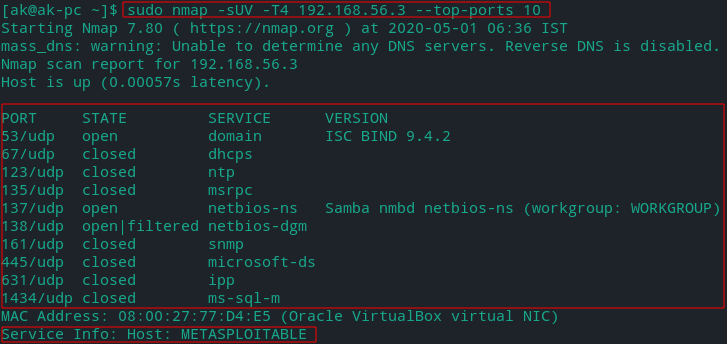 [ak@ak-pc ~]$ sudo nmap -sUV -T4 192.168.56.3 --top-ports 10
Starting Nmap 7.80 ( https://nmap.org ) at 2020-05-01 06:36 IST
mass_dns: warning: Unable to determine any DNS servers. Reverse DNS is disabled.
Nmap scan report for 192.168.56.3
Host is up (0.00057s latency).

PORT     STATE         SERVICE      VERSION
53/udp   open          domain       ISC BIND 9.4.2
67/udp   closed        dhcps
123/udp  closed        ntp
135/udp  closed        msrpc
137/udp  open          netbios-ns   Samba nmbd netbios-ns (workgroup: WORKGROUP)
138/udp  open|filtered netbios-dgm
161/udp  closed        snmp
445/udp  closed        microsoft-ds
631/udp  closed        ipp
1434/udp closed        ms-sql-m
MAC Address: 08:00:27:77:D4:E5 (Oracle VirtualBox virtual NIC)
Service Info: Host: METASPLOITABLE